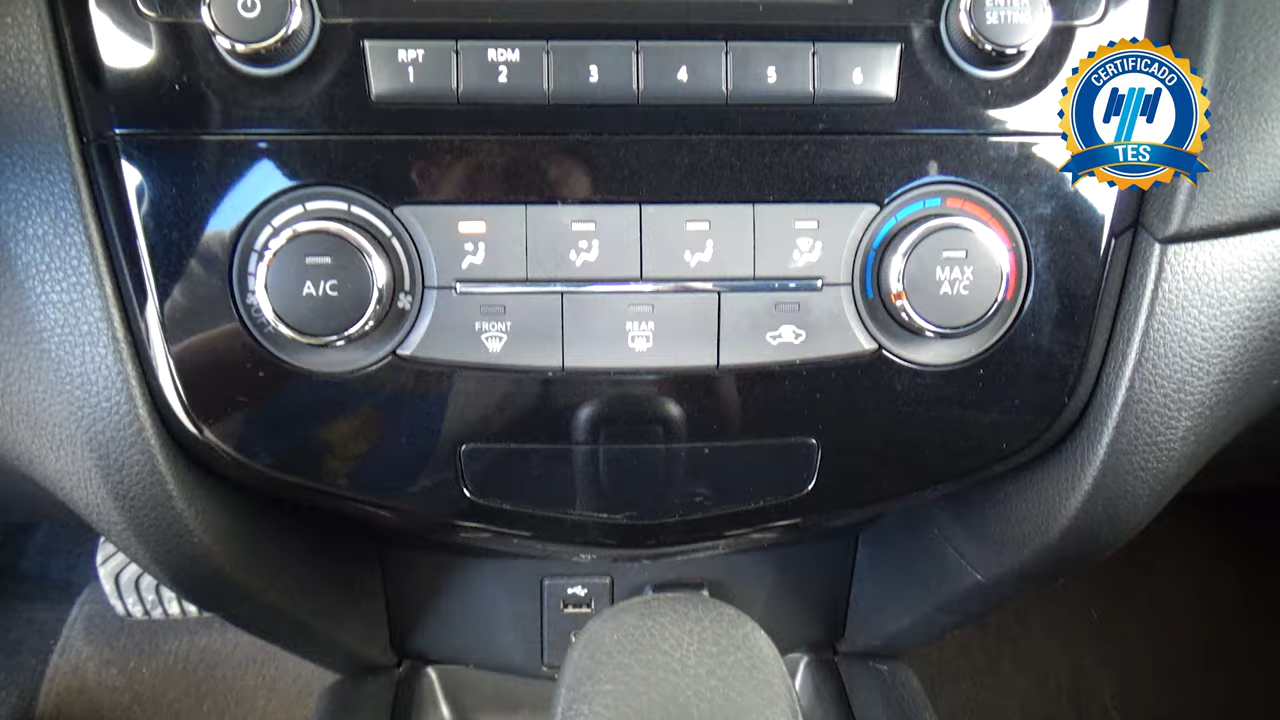 ENTER
SETTING
RPT
1
RDM
2
3
4
5
6
CERTIFICADO
TES
A/C
OFF
MAX
A/C
FRONT
REAR